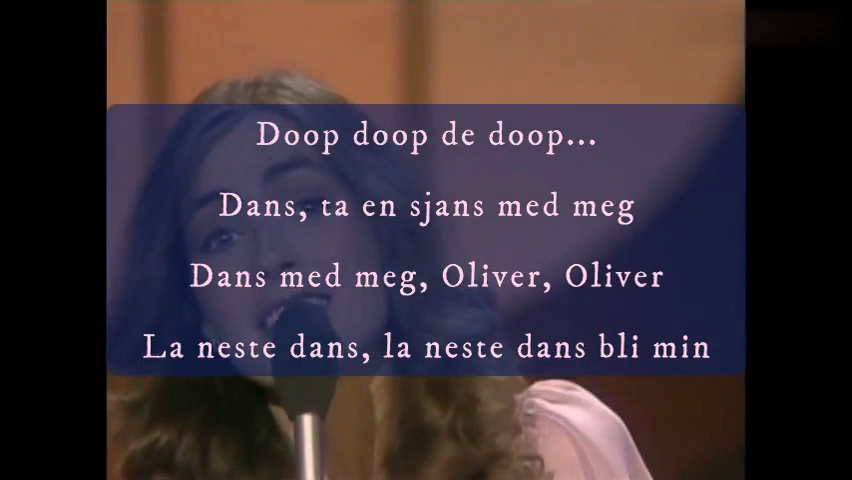 Doop doop de doop...
Dans, ta en sjans med meg
Dans med meg, Oliver, Oliver
La neste dans, la neste dans bli min